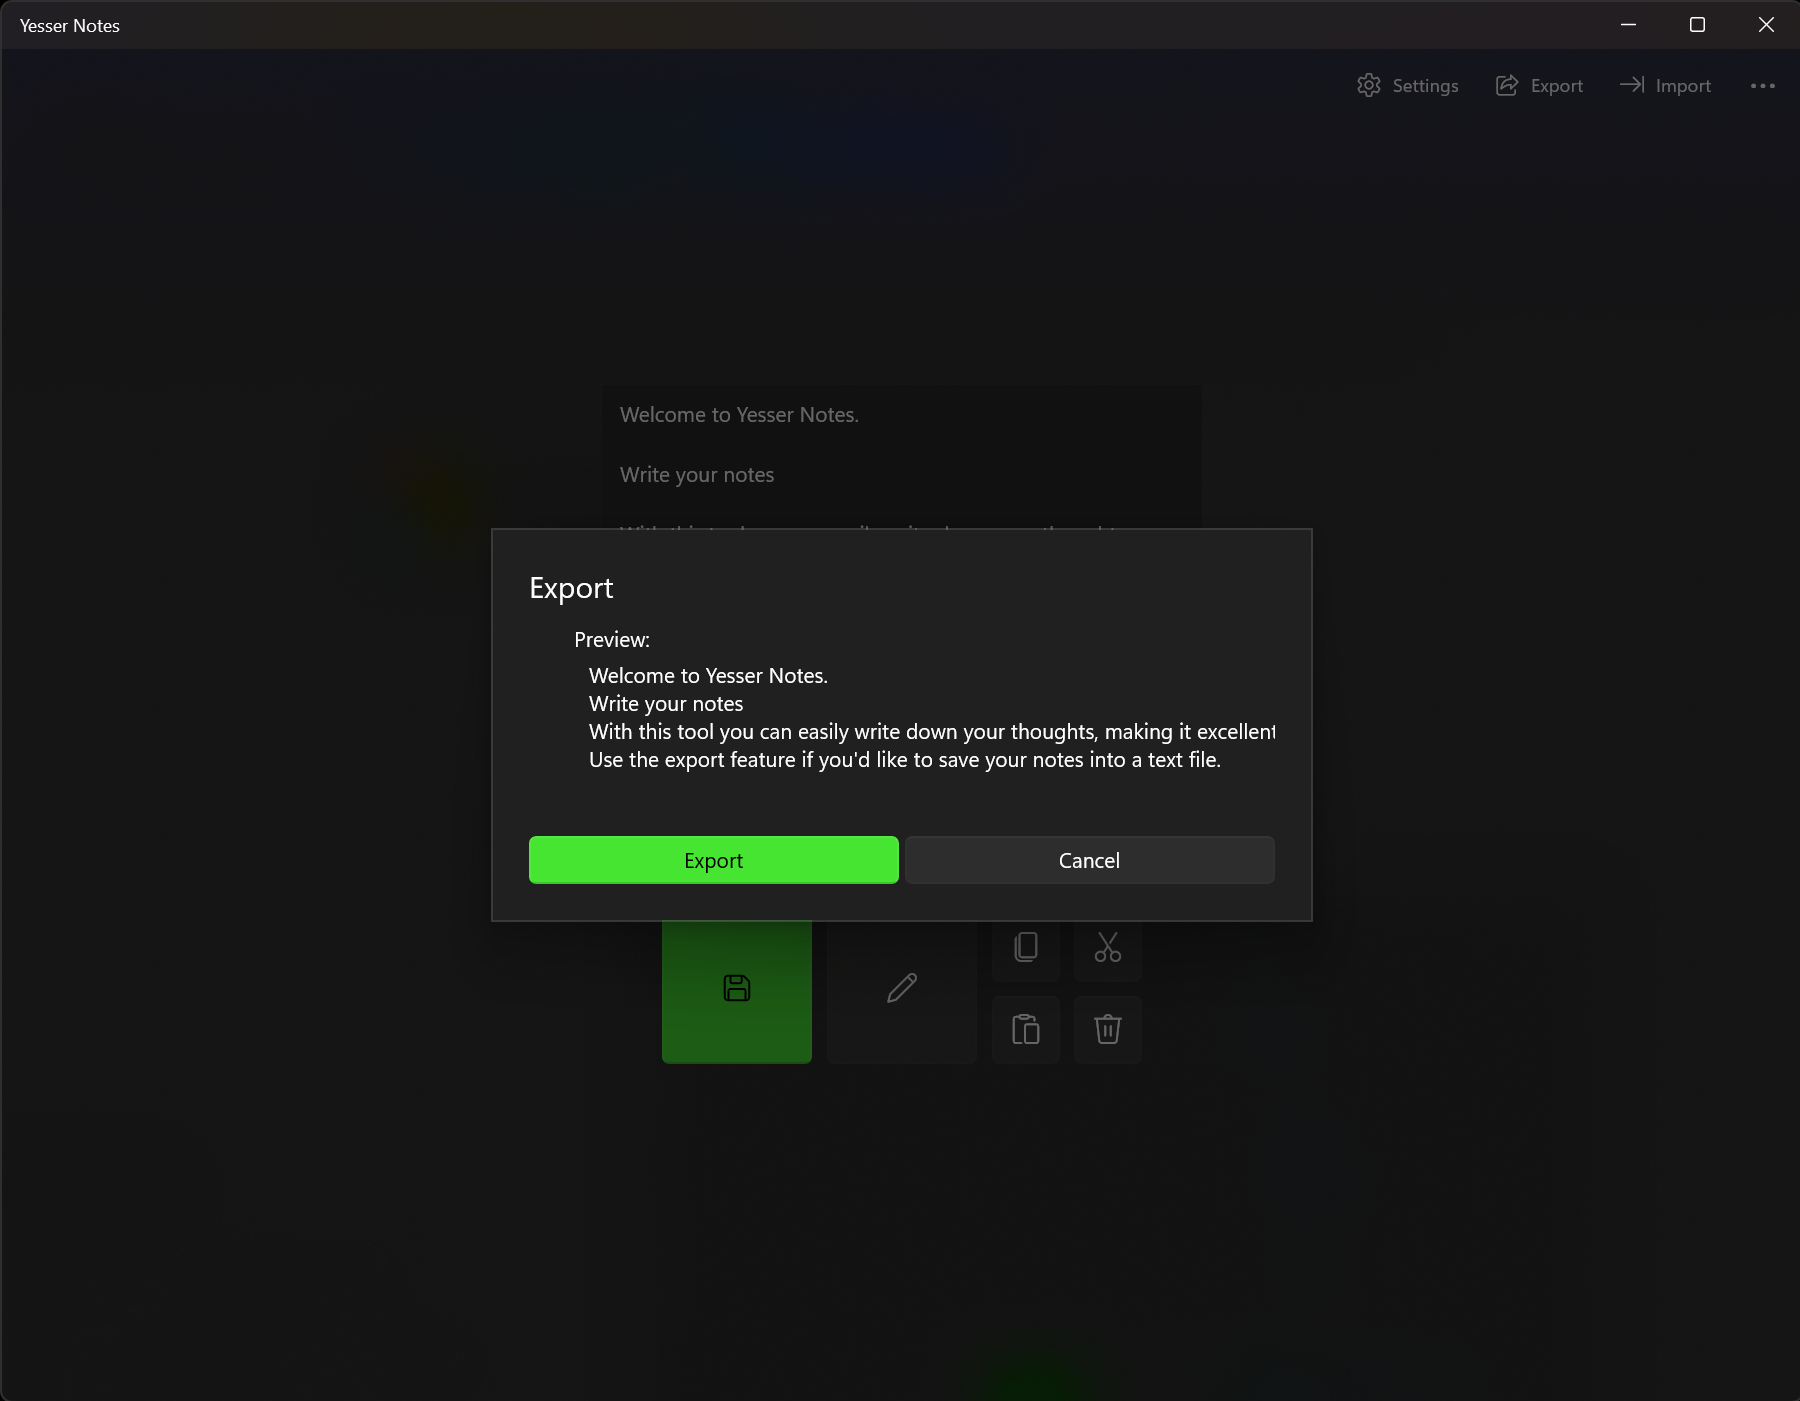 Yesser Notes
Settings Export Import
Welcome to Yesser Notes.
Write your notes
Export
Preview:
Welcome to Yesser Notes.
Write your notes
With this tool you can easily write down your thoughts, making it excellent
Use the export feature if you'd like to save your notes into a text file.
Export Cancel